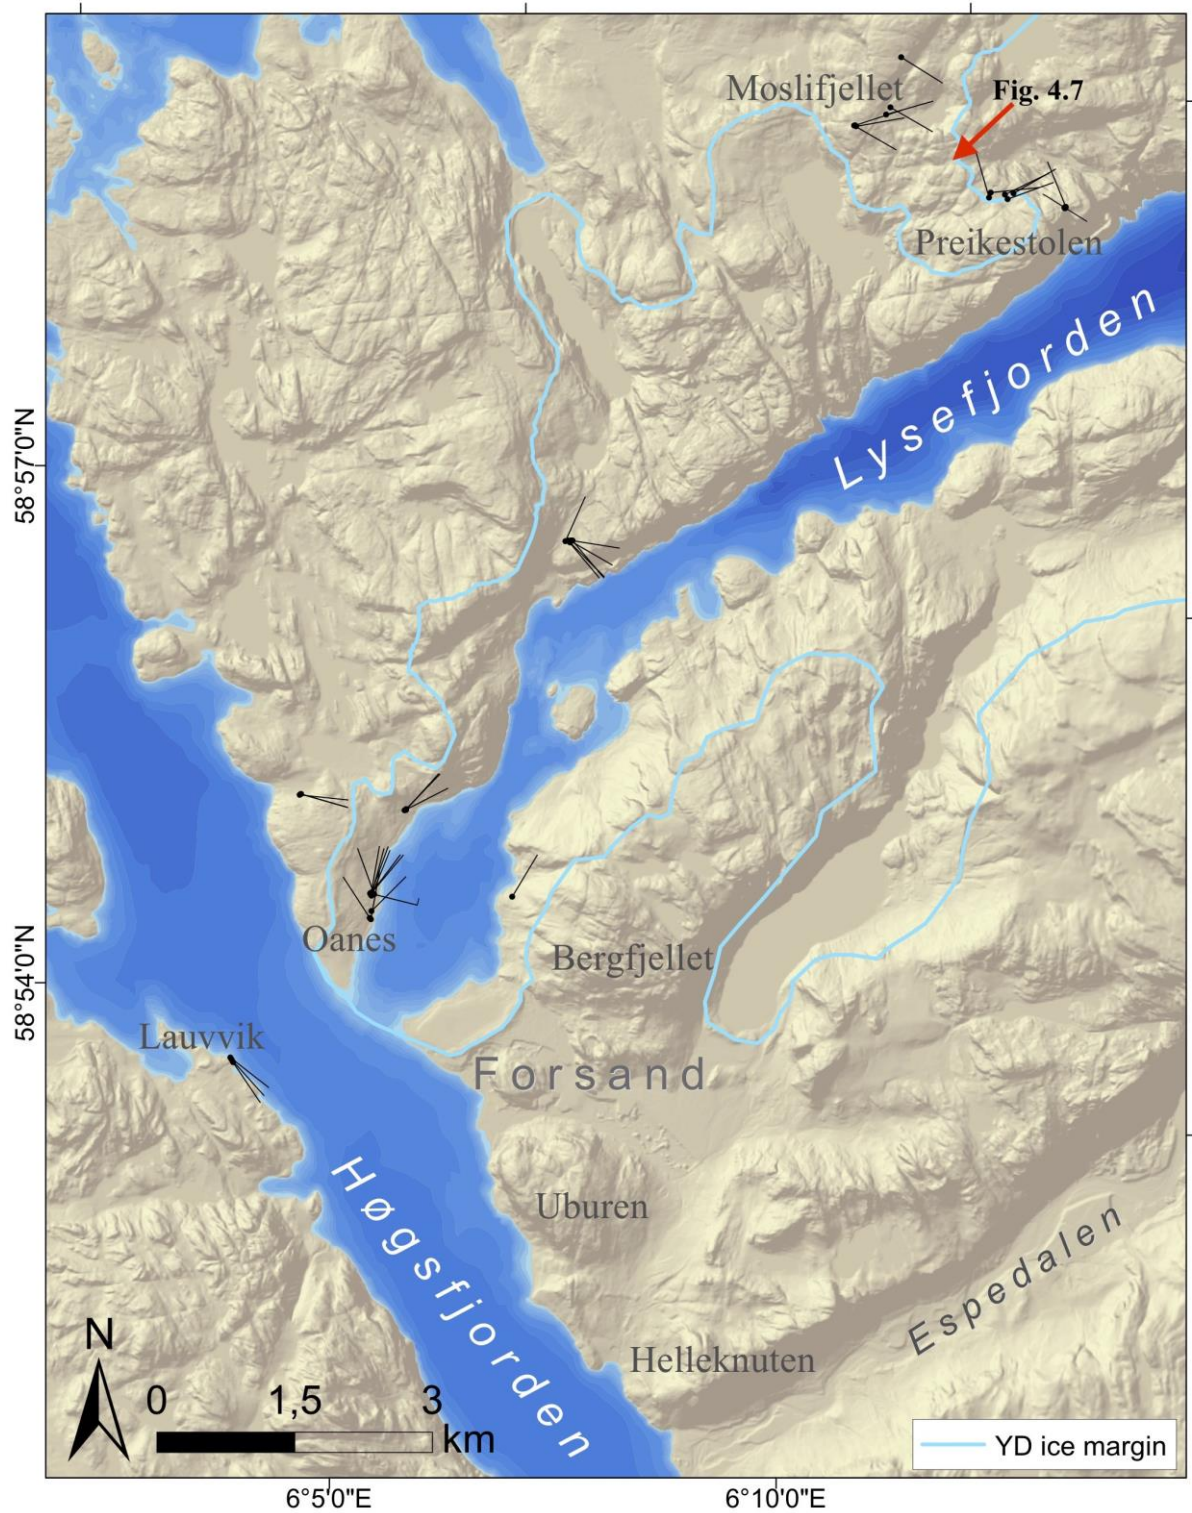 Moslifjellet
Fig. 4.7
Preikestolen
Lysefjorden
58°57'0"N
Oanes
Bergfjellet
58°54'0"N
Lauvvik
Forsand
Høgsfjorden
Uburen
Espedalen
Helleknuten
N
0 1,5 3
km
YD ice margin
6°5'0"E 6°10'0"E